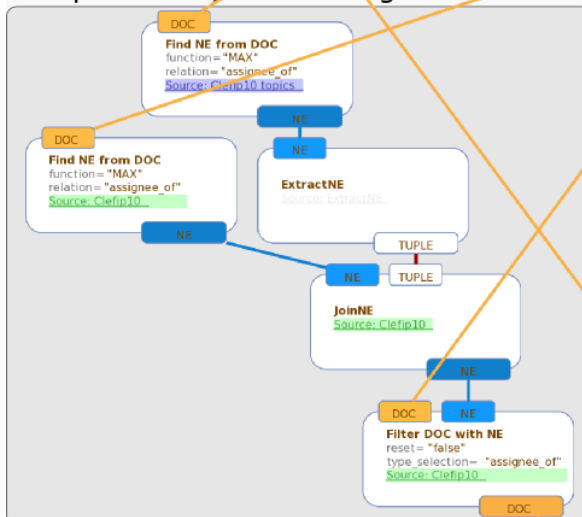 DOC
Find NE from DOC
function="MAX"
relation="assignee_of"
Source: Clefip10 topics
NE
DOC
Find NE from DOC
function="MAX"
relation="assignee_of"
Source: Clefip10
NE
NE
ExtractNE
Source: ExtractNE
TUPLE
NE
TUPLE
JoinNE
Source: Clefip10
NE
DOC
NE
Filter DOC with NE
reset= "false"
type_selection= "assignee_of"
Source: Clefip10
DOC